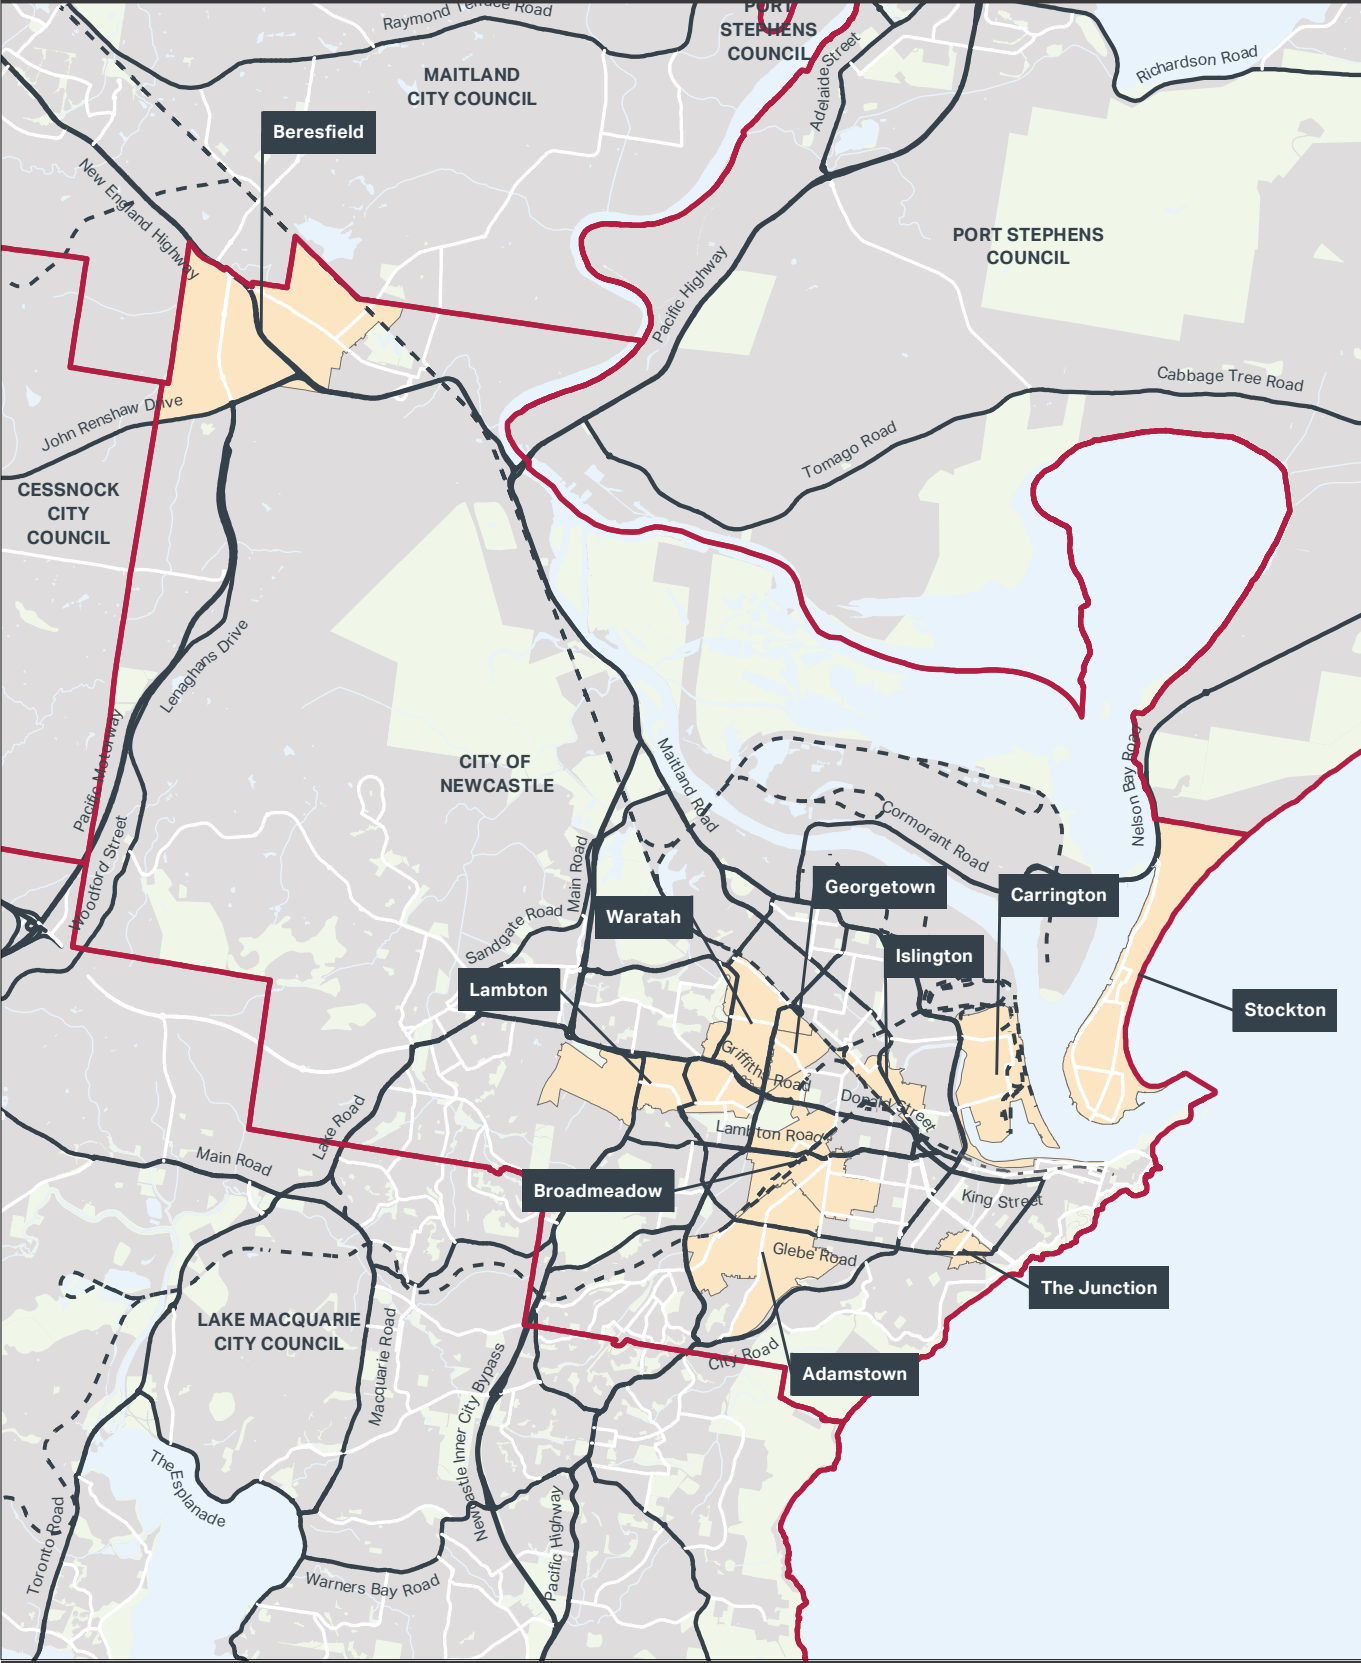 Raymond Terrace Road
PORT
STEPHENS
COUNCIL
Adelaide Street
Richardson Road
MAITLAND
CITY COUNCIL
Beresfield
New England Highway
PORT STEPHENS
COUNCIL
Pacific Highway
Cabbage Tree Road
John Renshaw Drive
Tomago Road
CESSNOCK
CITY
COUNCIL
Lenaghans Drive
Pacific Motorway
CITY OF
NEWCASTLE
Maitland Road
Nelson Bay Road
Woodford Street
Main Road
Cormorant Road
Georgetown
Carrington
Waratah
Sandgate Road
Islington
Lambton
Stockton
Griffiths Road
Donald Street
Lake Road
Lambton Road
Main Road
Broadmeadow
King Street
Glebe Road
The Junction
LAKE MACQUARIE
CITY COUNCIL
Macquarie Road
City Road
Adamstown
Newcastle Inner City Bypass
The Esplanade
Pacific Highway
Toronto Road
Warners Bay Road